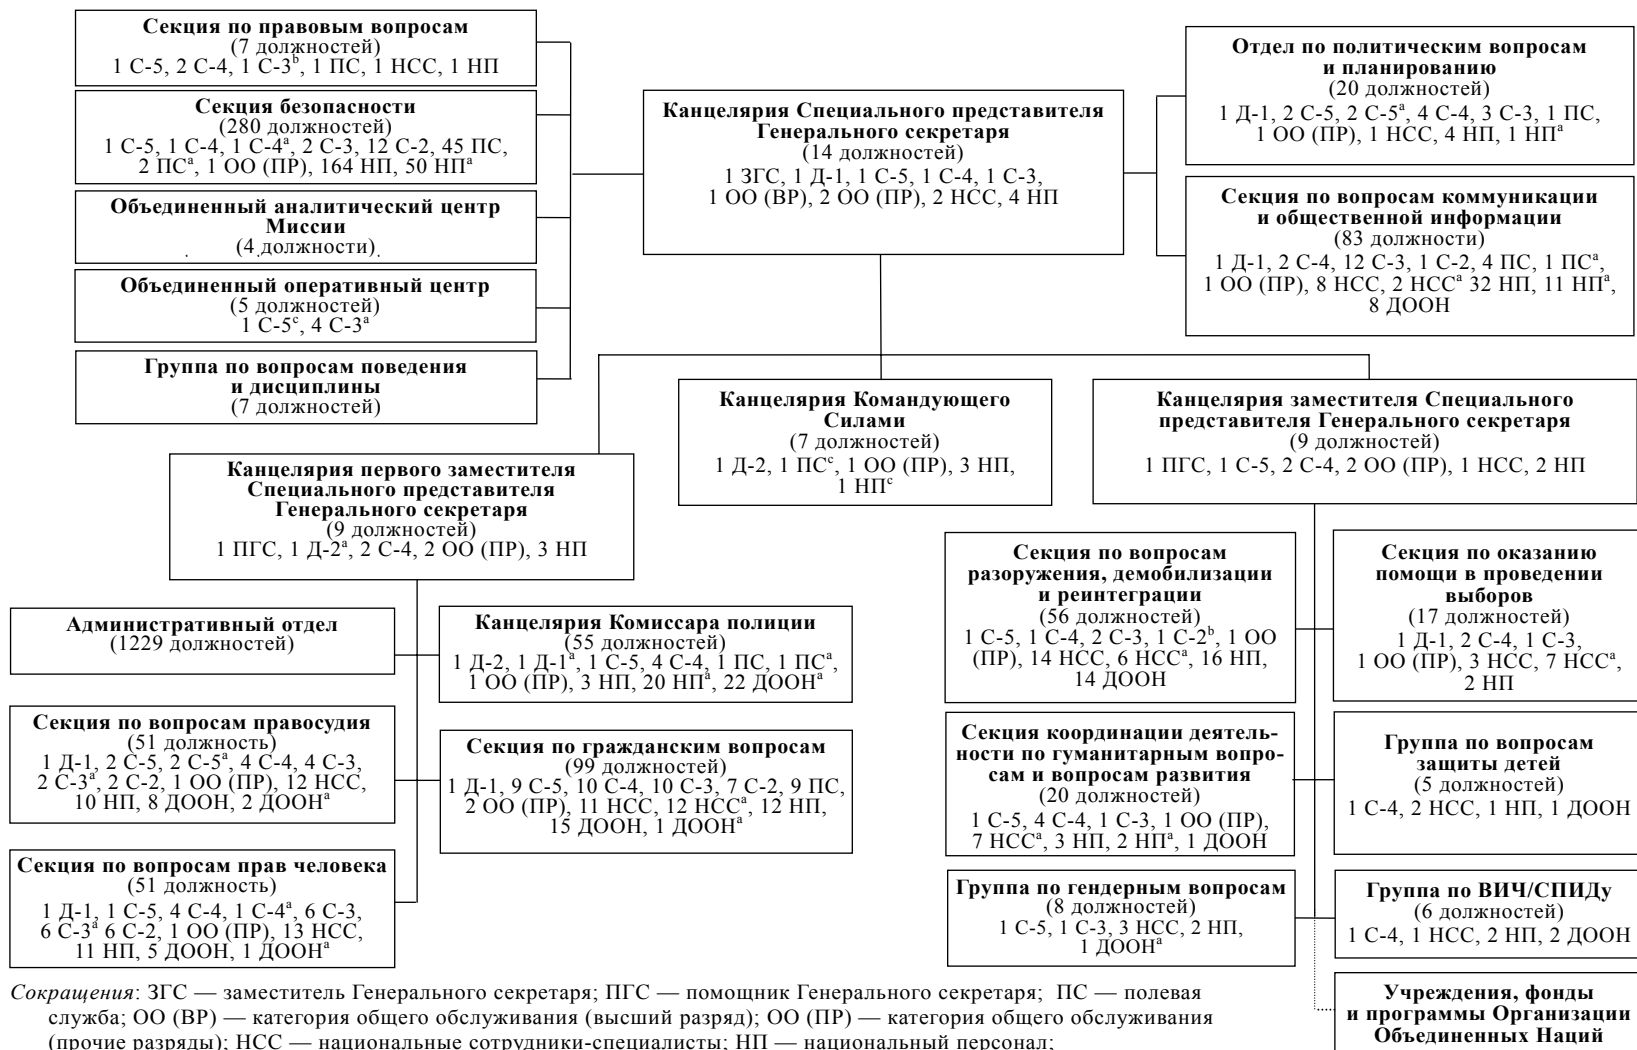 Секция по правовым вопросам
(7 должностей)
1 С-5, 2 С-4, 1 С-3b, 1 ПС, 1 НСС, 1 НП
Секция безопасности
(280 должностей)
1 С-5, 1 С-4, 1 С-4a, 2 С-3, 12 С-2, 45 ПС,
2 ПСa, 1 ОО (ПР), 164 НП, 50 НПa
Объединенный аналитический центр
Миссии
(4 должности)
Объединенный оперативный центр
(5 должностей)
1 С-5c, 4 С-3a
Группа по вопросам поведения
и дисциплины
(7 должностей)
Канцелярия Специального представителя
Генерального секретаря
(14 должностей)
1 ЗГС, 1 Д-1, 1 С-5, 1 С-4, 1 С-3,
1 ОО (ВР), 2 ОО (ПР), 2 НСС, 4 НП
Отдел по политическим вопросам
и планированию
(20 должностей)
1 Д-1, 2 С-5, 2 С-5a, 4 С-4, 3 С-3, 1 ПС,
1 ОО (ПР), 1 НСС, 4 НП, 1 НПa
Секция по вопросам коммуникации
и общественной информации
(83 должности)
1 Д-1, 2 С-4, 12 С-3, 1 С-2, 4 ПС, 1 ПСa,
1 ОО (ПР), 8 НСС, 2 НССa 32 НП, 11 НПa,
8 ДООН
Канцелярия первого заместителя
Специального представителя
Генерального секретаря
(9 должностей)
1 ПГС, 1 Д-2a, 2 С-4, 2 ОО (ПР), 3 НП
Канцелярия Командующего
Силами
(7 должностей)
1 Д-2, 1 ПСc, 1 ОО (ПР), 3 НП,
1 НПc
Канцелярия заместителя Специального
представителя Генерального секретаря
(9 должностей)
1 ПГС, 1 С-5, 2 С-4, 2 ОО (ПР), 1 НСС, 2 НП
Административный отдел
(1229 должностей)
Канцелярия Комиссара полиции
(55 должностей)
1 Д-2, 1 Д-1a, 1 С-5, 4 С-4, 1 ПС, 1 ПСa,
1 ОО (ПР), 3 НП, 20 НПa, 22 ДООНa
Секция по вопросам правосудия
(51 должность)
1 Д-1, 2 С-5, 2 С-5a, 4 С-4, 4 С-3,
2 С-3a, 2 С-2, 1 ОО (ПР), 12 НСС,
10 НП, 8 ДООН, 2 ДООНa
Секция по гражданским вопросам
(99 должностей)
1 Д-1, 9 С-5, 10 С-4, 10 С-3, 7 С-2, 9 ПС,
2 ОО (ПР), 11 НСС, 12 НССa, 12 НП,
15 ДООН, 1 ДООНa
Секция по вопросам прав человека
(51 должность)
1 Д-1, 1 С-5, 4 С-4, 1 С-4a, 6 С-3,
6 С-3a 6 С-2, 1 ОО (ПР), 13 НСС,
11 НП, 5 ДООН, 1 ДООНa
Секция по вопросам
разоружения, демобилизации
и реинтеграции
(56 должностей)
1 С-5, 1 С-4, 2 С-3, 1 С-2b, 1 ОО
(ПР), 14 НСС, 6 НССa, 16 НП,
14 ДООН
Секция по оказанию
помощи в проведении
выборов
(17 должностей)
1 Д-1, 2 С-4, 1 С-3,
1 ОО (ПР), 3 НСС, 7 НССa,
2 НП
Секция координации деятель-
ности по гуманитарным вопро-
сам и вопросам развития
(20 должностей)
1 С-5, 4 С-4, 1 С-3, 1 ОО (ПР),
7 НССa, 3 НП, 2 НПa, 1 ДООН
Группа по вопросам
защиты детей
(5 должностей)
1 С-4, 2 НСС, 1 НП, 1 ДООН
Группа по гендерным вопросам
(8 должностей)
1 С-5, 1 С-3, 3 НСС, 2 НП,
1 ДООНa
Группа по ВИЧ/СПИДу
(6 должностей)
1 С-4, 1 НСС, 2 НП, 2 ДООН
Учреждения, фонды
и программы Организации
Объединенных Наций
Сокращения: ЗГС — заместитель Генерального секретаря; ПГС — помощник Генерального секретаря; ПС — полевая
служба; ОО (ВР) — категория общего обслуживания (высший разряд); ОО (ПР) — категория общего обслуживания
(прочие разряды); НСС — национальные сотрудники-специалисты; НП — национальный персонал;